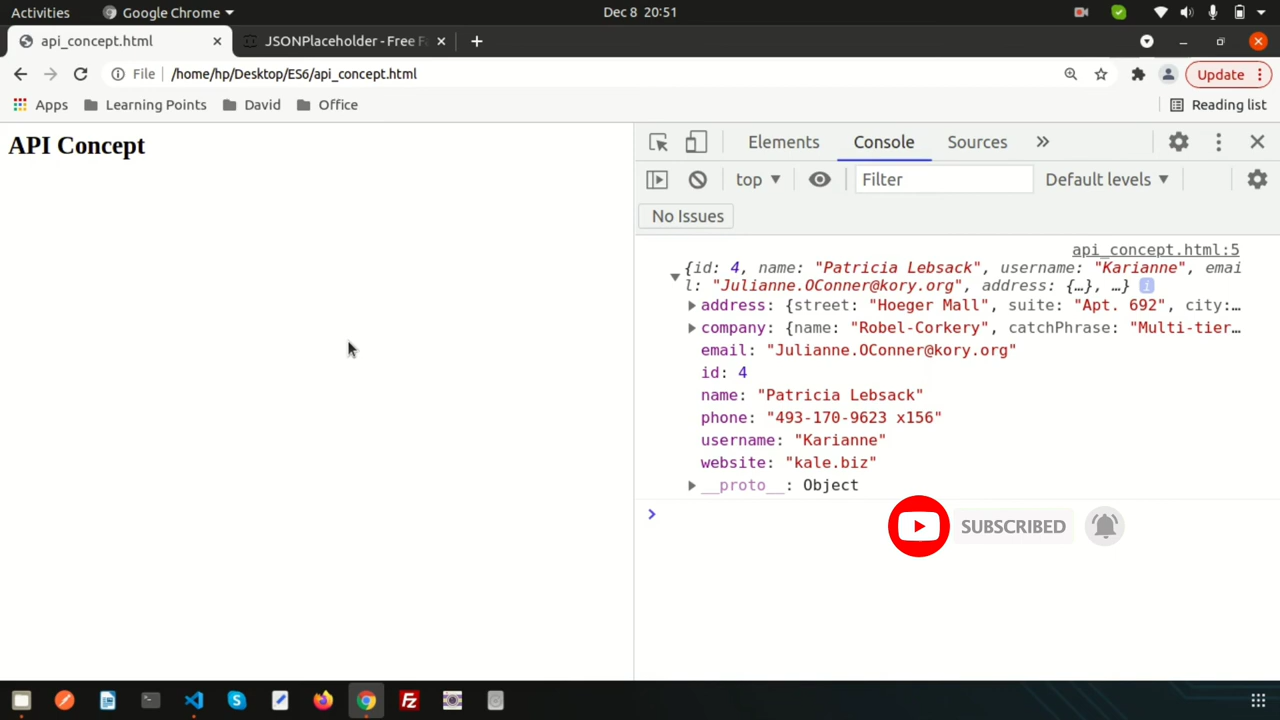 Activities
Google Chrome
Dec 8 20:51
api_concept.html
JSONPlaceholder - Free
Update
File
/home/hp/Desktop/ES6/api_concept.html
Apps
Learning Points
David
Office
Reading list
API Concept
Elements
Console
Sources
top
Filter
Default levels
No Issues
api_concept.html:5
{id: 4, name: "Patricia Lebsack", username: "Karianne", emai
l: "Julianne.OConner@kory.org", address: {…}, …}
address: {street: "Hoeger Mall", suite: "Apt. 692", city:…
company: {name: "Robel-Corkery", catchPhrase: "Multi-tier…
email: "Julianne.OConner@kory.org"
id: 4
name: "Patricia Lebsack"
phone: "493-170-9623 x156"
username: "Karianne"
website: "kale.biz"
__proto__: Object
SUBSCRIBED